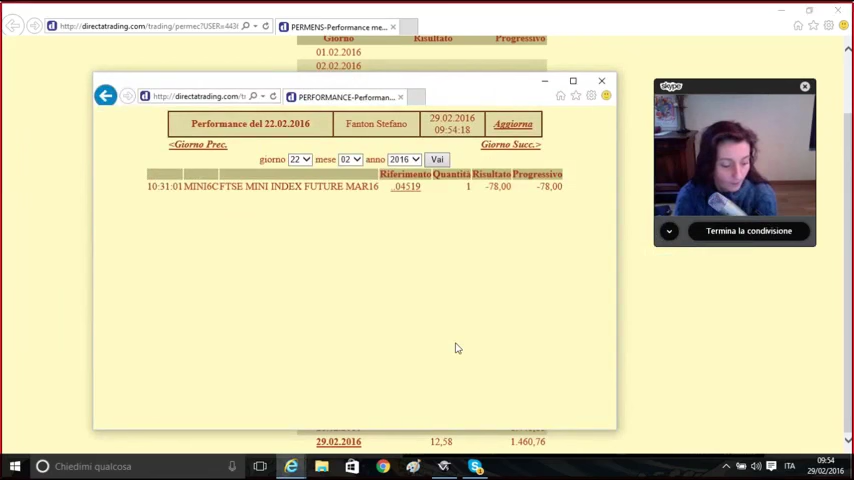 http://directatrading.com/trading/permec?USER=443
PERMENS-Performance me...
Giorno Risultato Progressivo
01.02.2016
02.02.2016
http://directatrading.com/tr
PERFORMANCE-Performan...
Performance del 22.02.2016 Fanton Stefano 29.02.2016 09:54:18 Aggiorna
<Giorno Prec. Giorno Succ.>
giorno 22 mese 02 anno 2016 Vai
Riferimento Quantità Risultato Progressivo
10:31:01 MINI6C FTSE MINI INDEX FUTURE MAR16 ..04519 1 -78,00 -78,00
skype
Termina la condivisione
29.02.2016 12,58 1.460,76
Chiedimi qualcosa
ITA
09:54
29/02/2016